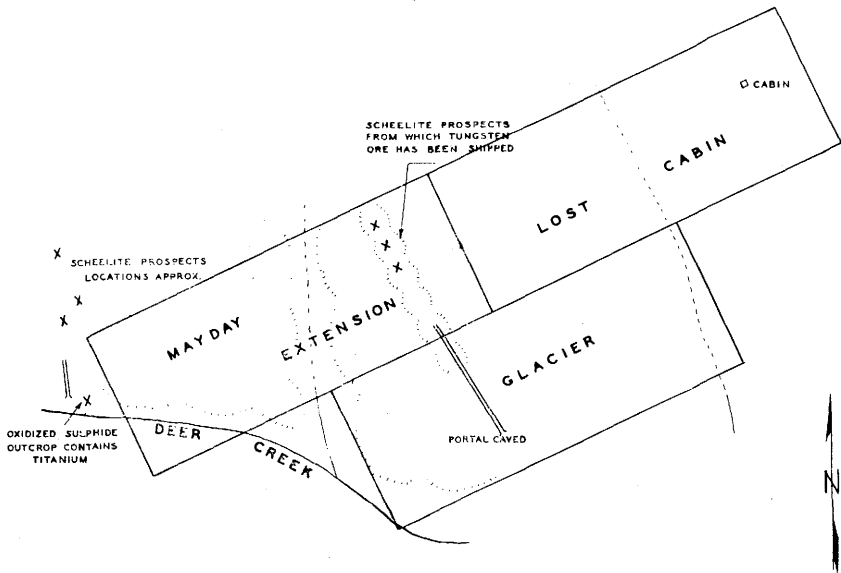 CABIN
SCHEELITE PROSPECTS
FROM WHICH TUNGSTEN
ORE HAS BEEN SHIPPED
LOST CABIN
SCHEELITE PROSPECTS
LOCATIONS APPROX.
MAYDAY EXTENSION
GLACIER
OXIDIZED SULPHIDE
OUTCROP CONTAINS
TITANIUM
DEER CREEK
PORTAL CAVED
N
X
X
X
X
X
X
X